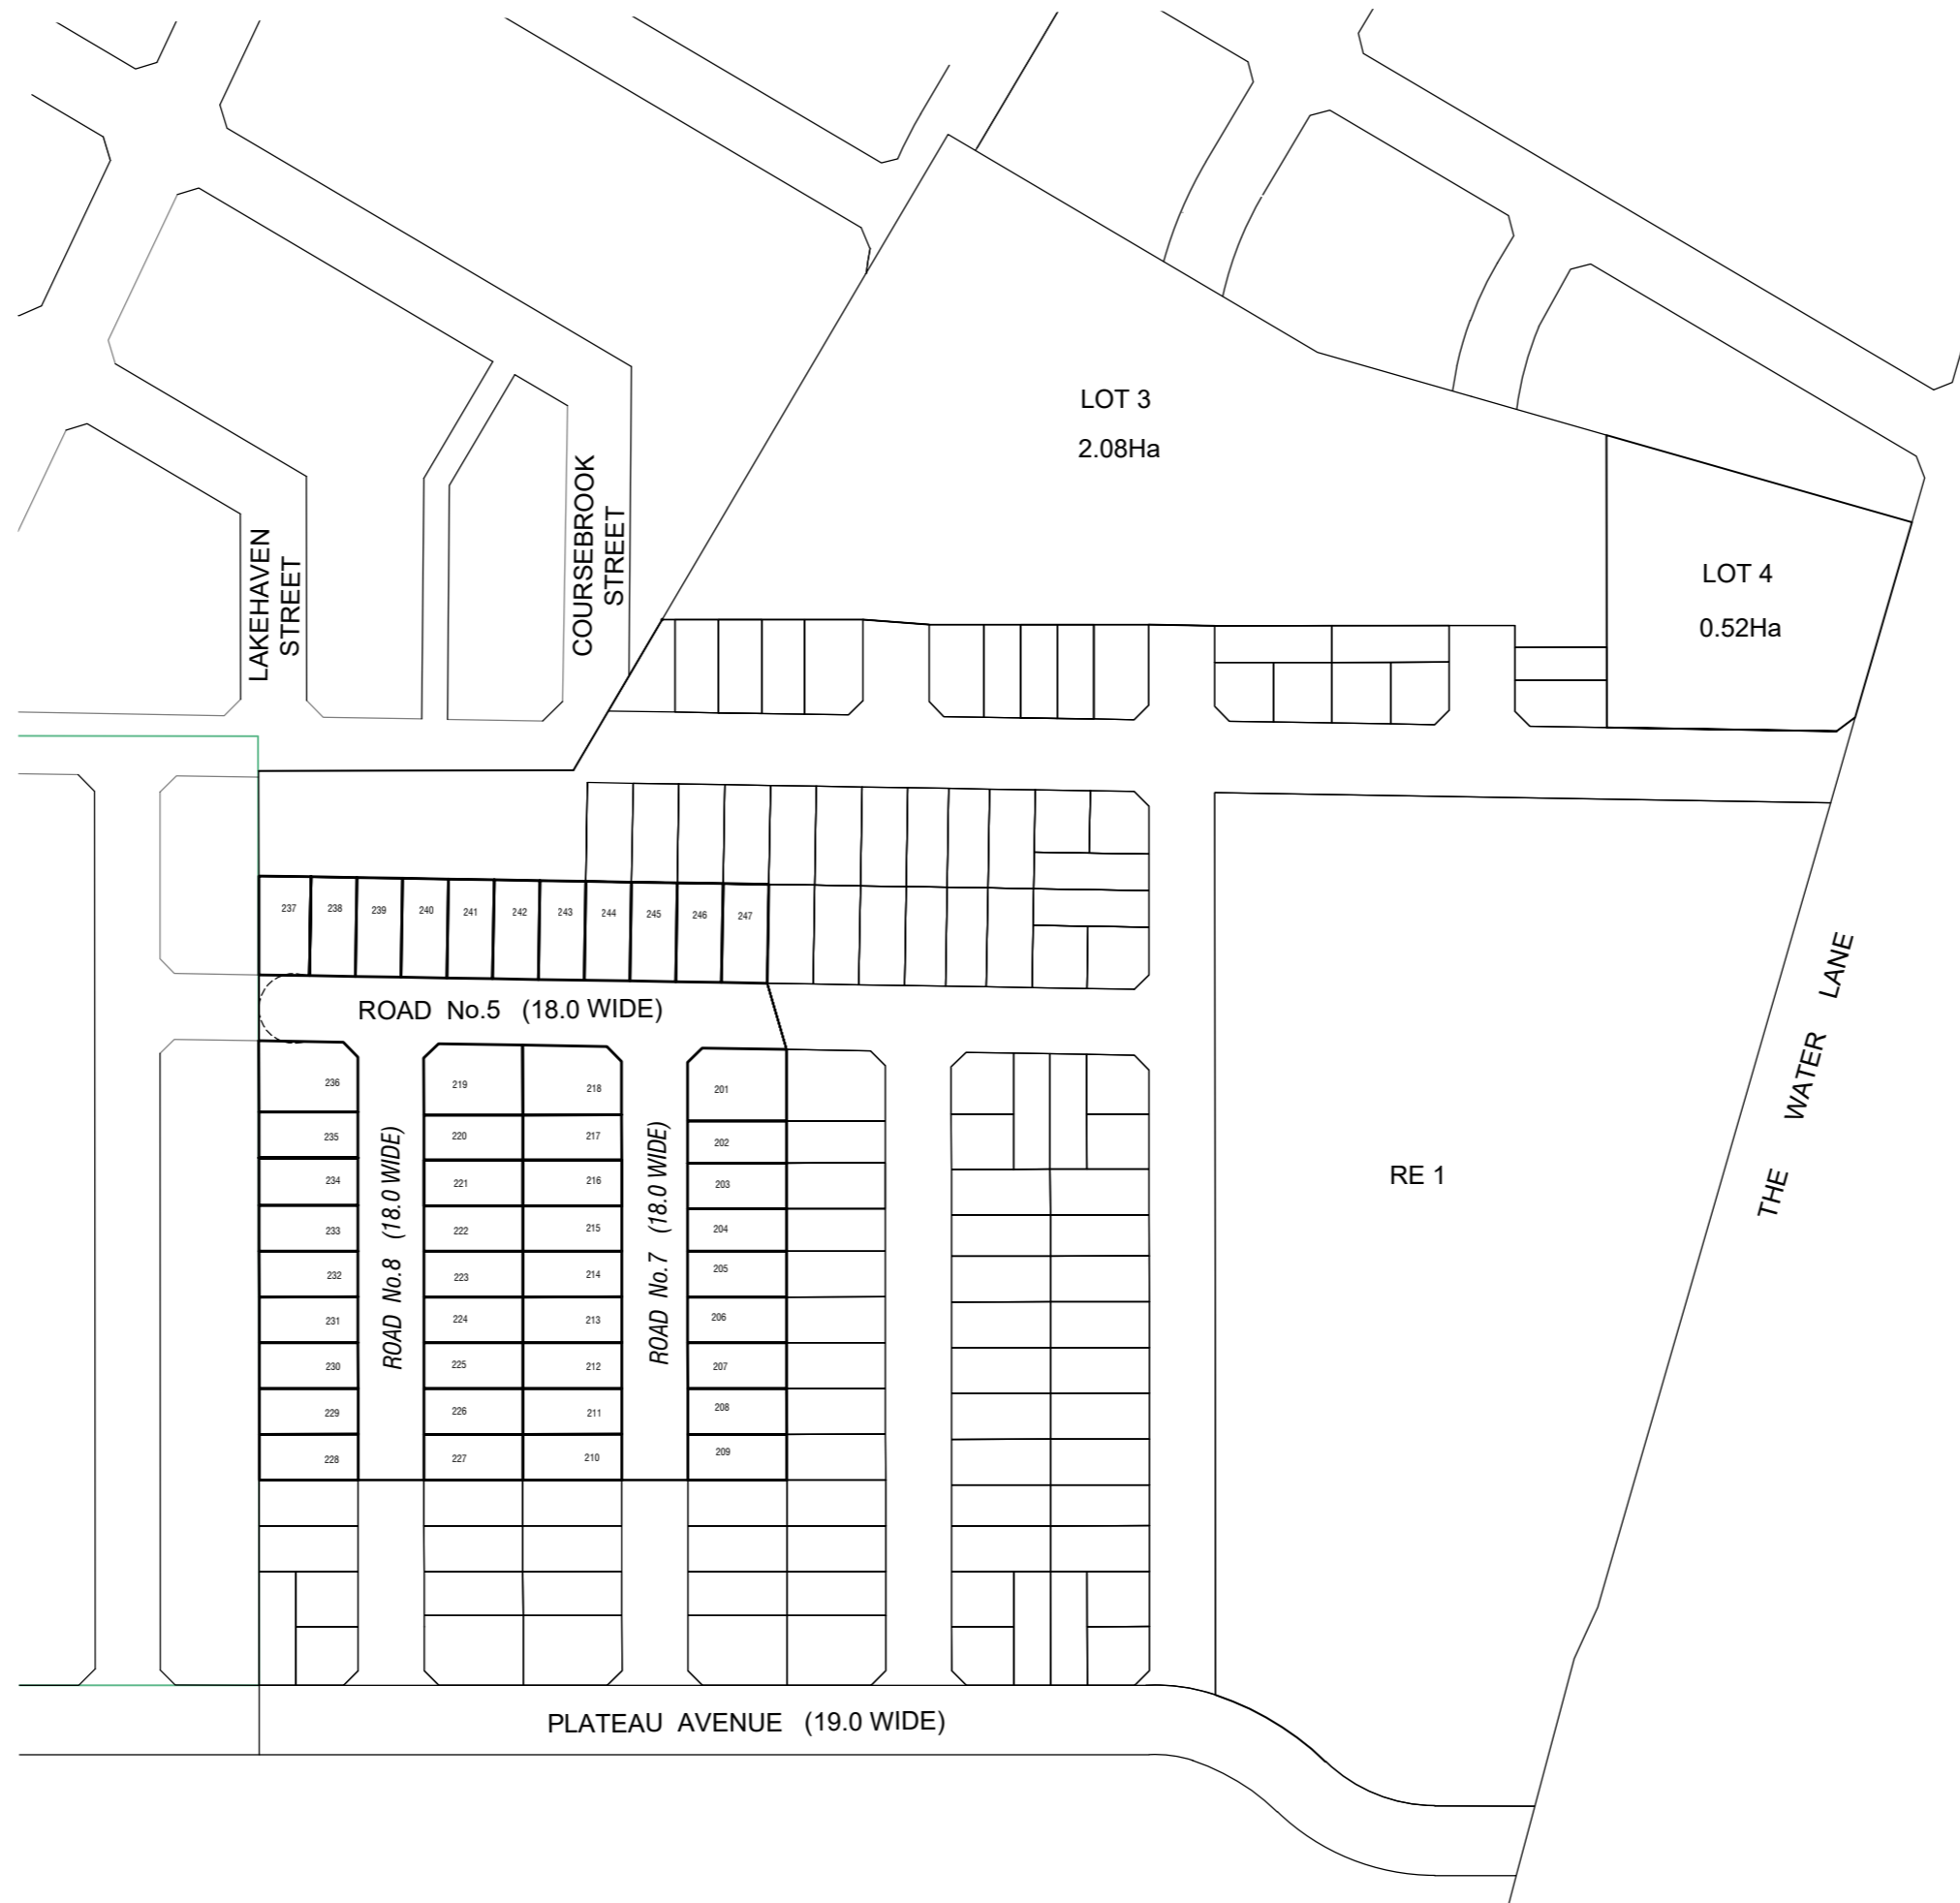 LOT 3
2.08Ha
LAKEHAVEN
STREET
COURSEBROOK
STREET
LOT 4
0.52Ha
237 238 239 240 241 242 243 244 245 246 247
ROAD No.5 (18.0 WIDE)
THE WATER LANE
236 219 218 201
235 220 217 202
234 221 216 203
233 222 215 204
232 223 214 205
231 224 213 206
230 225 212 207
229 226 211 208
228 227 210 209
ROAD No.8 (18.0 WIDE)
ROAD No.7 (18.0 WIDE)
RE 1
PLATEAU AVENUE (19.0 WIDE)